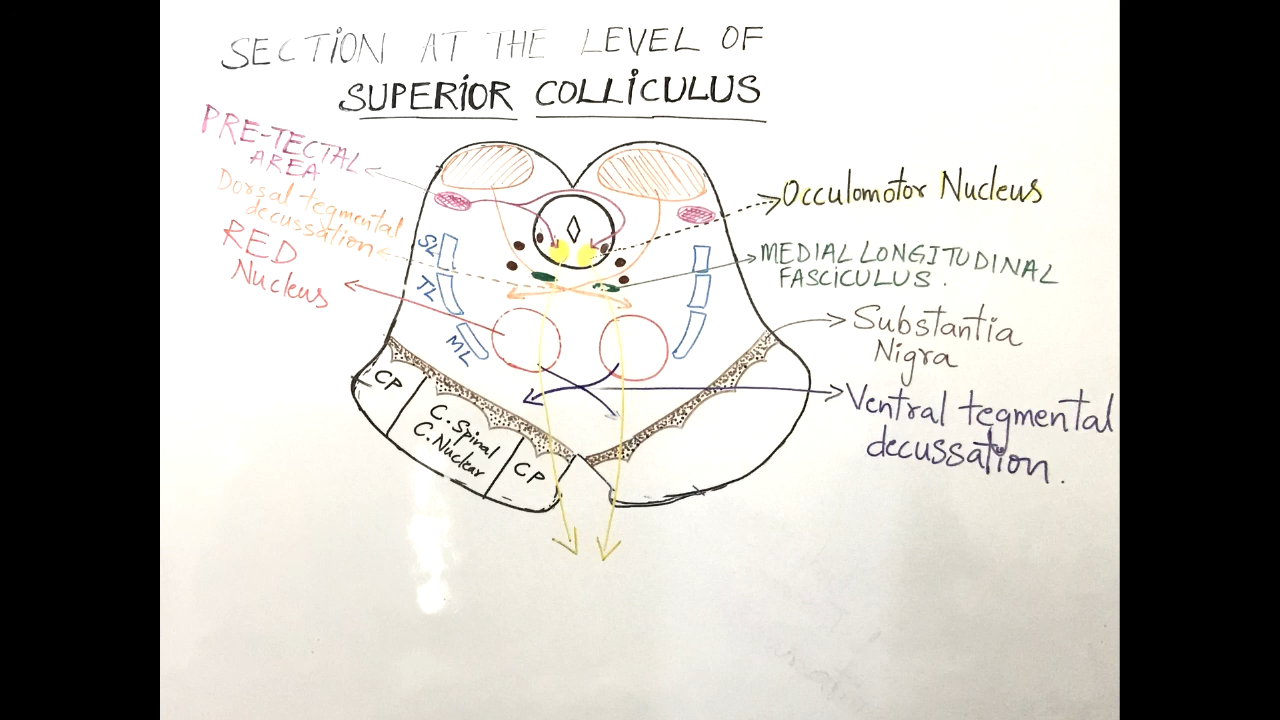 SECTION AT THE LEVEL OF
SUPERIOR COLLICULUS
PRE-TECTAL
AREA
Dorsal tegmental
decussation
RED
Nucleus
SL
TL
ML
CP
C.Spinal
C.Nuclear
CP
Occulomotor Nucleus
MEDIAL LONGITUDINAL
FASCICULUS.
Substantia
Nigra
Ventral tegmental
decussation.